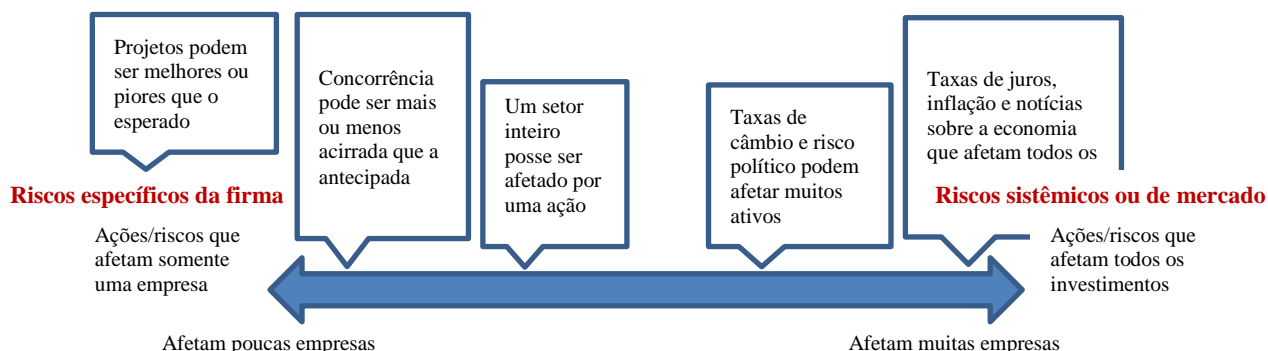 Projetos podem
ser melhores ou
piores que o
esperado
Concorrência
pode ser mais
ou menos
acirrada que a
antecipada
Um setor
inteiro
posse ser
afetado por
uma ação
Taxas de
câmbio e risco
político podem
afetar muitos
ativos
Taxas de juros,
inflação e notícias
sobre a economia
que afetam todos os
Riscos específicos da firma
Ações/riscos que
afetam somente
uma empresa
Riscos sistêmicos ou de mercado
Ações/riscos que
afetam todos os
investimentos
Afetam poucas empresas
Afetam muitas empresas